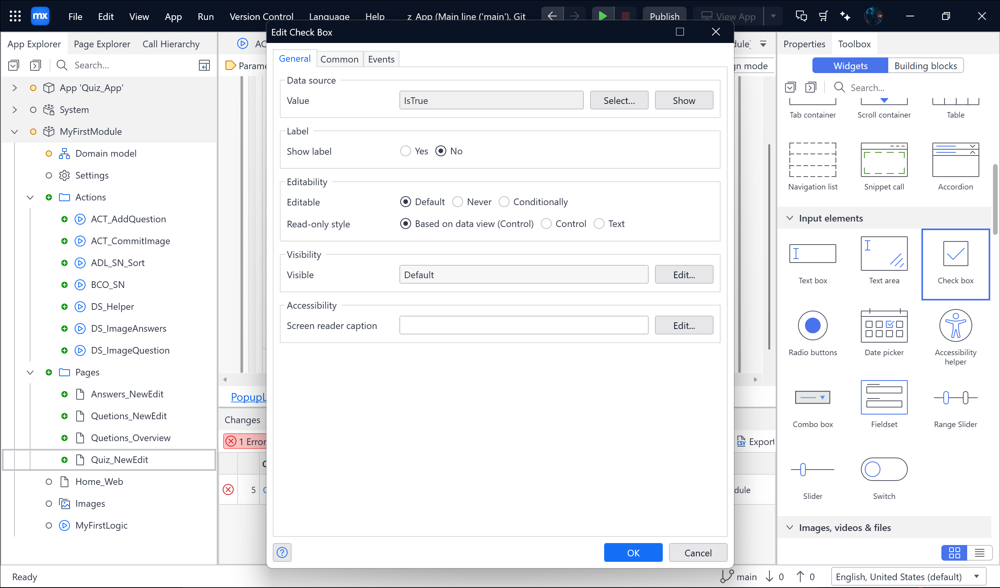 mx File Edit View App Run Version Control Language Help z_App (Main line ('main'), Git Publish View App
Edit Check Box
App Explorer Page Explorer Call Hierarchy
Search...
App 'Quiz_App'
System
MyFirstModule
Domain model
Settings
Actions
ACT_AddQuestion
ACT_CommitImage
ADL_SN_Sort
BCO_SN
DS_Helper
DS_ImageAnswers
DS_ImageQuestion
Pages
Answers_NewEdit
Quetions_NewEdit
Quetions_Overview
Quiz_NewEdit
Home_Web
Images
MyFirstLogic
General Common Events
Data source
Value IsTrue Select... Show
Label
Show label Yes No
Editability
Editable Default Never Conditionally
Read-only style Based on data view (Control) Control Text
Visibility
Visible Default Edit...
Accessibility
Screen reader caption Edit...
OK Cancel
Changes
1 Error
5
Export
Properties Toolbox
Widgets Building blocks
Search...
Tab container Scroll container Table
Navigation list Snippet call Accordion
Input elements
Text box Text area Check box
Radio buttons Date picker Accessibility helper
Combo box Fieldset Range Slider
Slider Switch
Images, videos & files
Ready
main 0 0 English, United States (default)